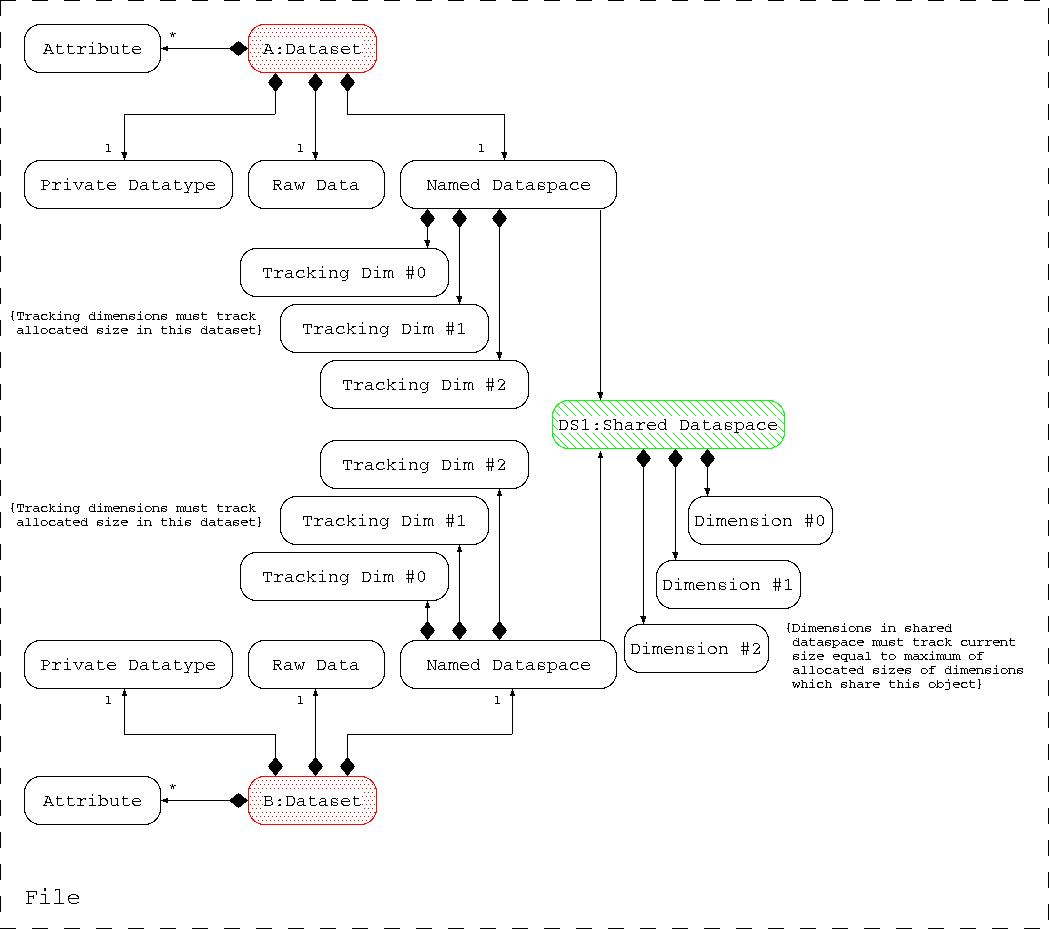 Attribute
*
A:Dataset
1
1
1
Private Datatype
Raw Data
Named Dataspace
Tracking Dim #0
{Tracking dimensions must track
allocated size in this dataset}
Tracking Dim #1
Tracking Dim #2
DS1:Shared Dataspace
Tracking Dim #2
{Tracking dimensions must track
allocated size in this dataset}
Tracking Dim #1
Dimension #0
Tracking Dim #0
Dimension #1
Private Datatype
Raw Data
Named Dataspace
Dimension #2
{Dimensions in shared
dataspace must track current
size equal to maximum of
allocated sizes of dimensions
which share this object}
1
1
1
Attribute
*
B:Dataset
File